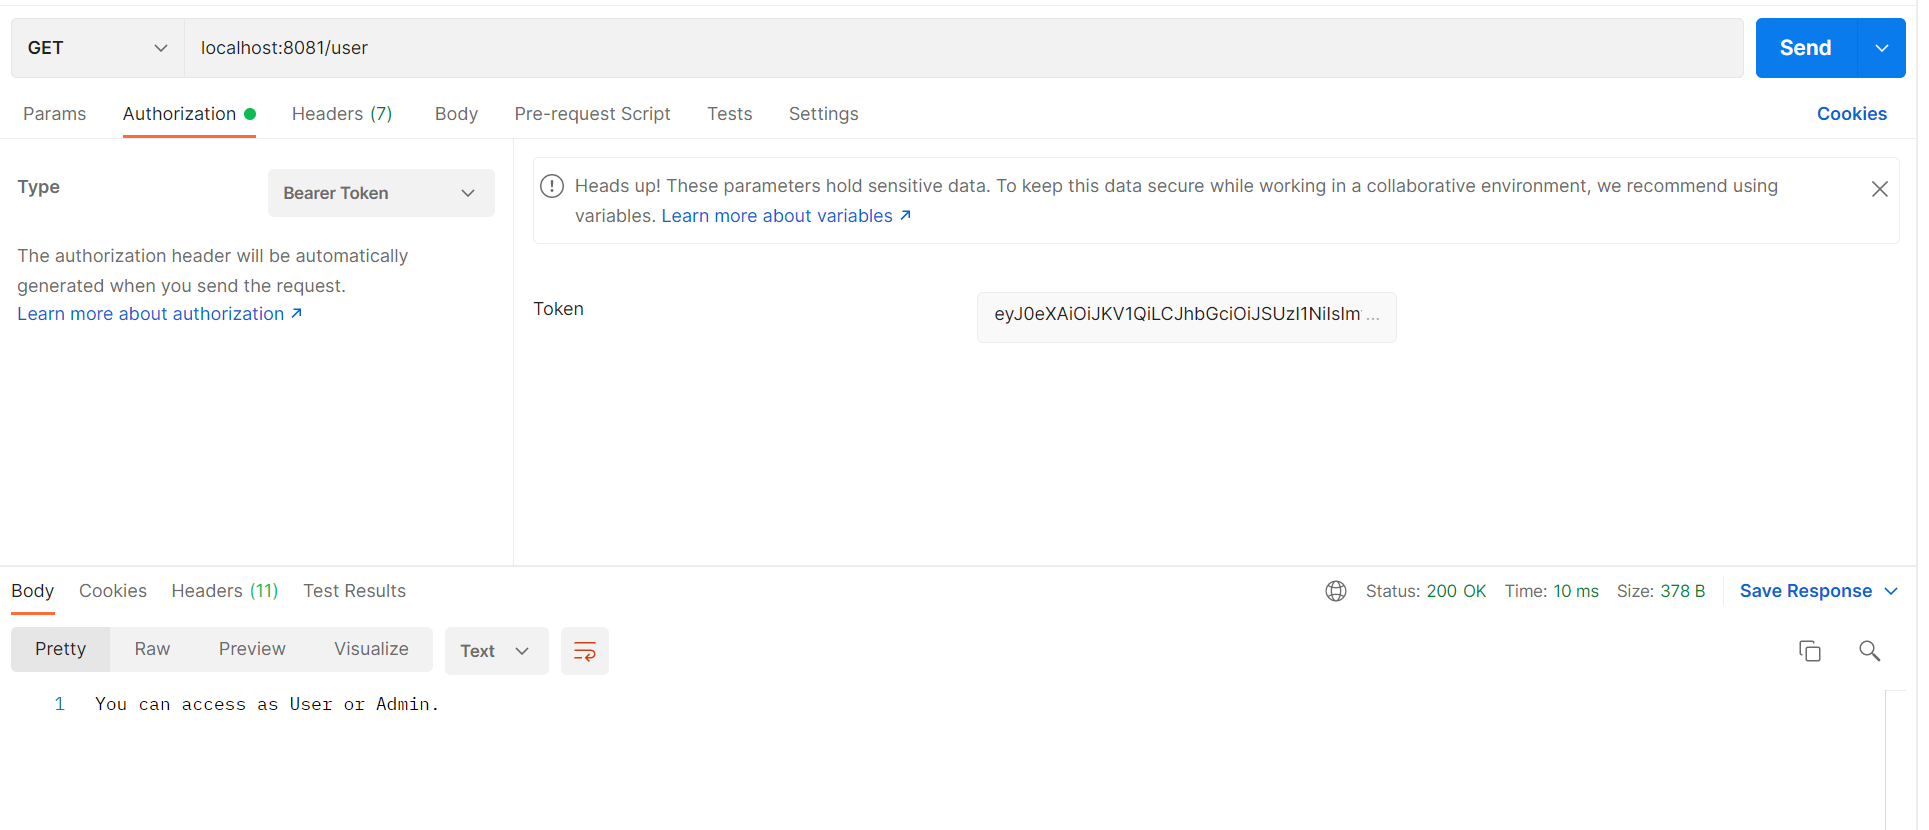 GET
localhost:8081/user
Send
Params Authorization Headers (7) Body Pre-request Script Tests Settings Cookies
Type
Bearer Token
The authorization header will be automatically
generated when you send the request.
Learn more about authorization ↗
Heads up! These parameters hold sensitive data. To keep this data secure while working in a collaborative environment, we recommend using
variables. Learn more about variables ↗
Token
eyJ0eXAiOiJKV1QiLCJhbGciOiJSUzI1NiIsIm ...
Body Cookies Headers (11) Test Results
Status: 200 OK Time: 10 ms Size: 378 B Save Response
Pretty Raw Preview Visualize Text
1 You can access as User or Admin.